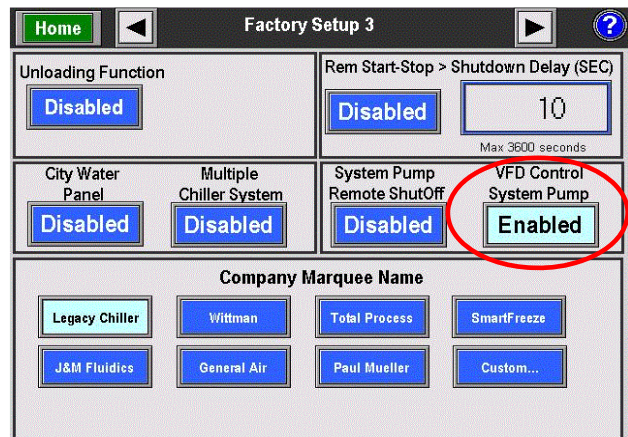 Home
Factory Setup 3
?
Unloading Function
Disabled
Rem Start-Stop > Shutdown Delay (SEC)
Disabled
10
Max 3600 seconds
City Water
Panel
Disabled
Multiple
Chiller System
Disabled
System Pump
Remote ShutOff
Disabled
VFD Control
System Pump
Enabled
Company Marquee Name
Legacy Chiller
Wittman
Total Process
SmartFreeze
J&M Fluidics
General Air
Paul Mueller
Custom...